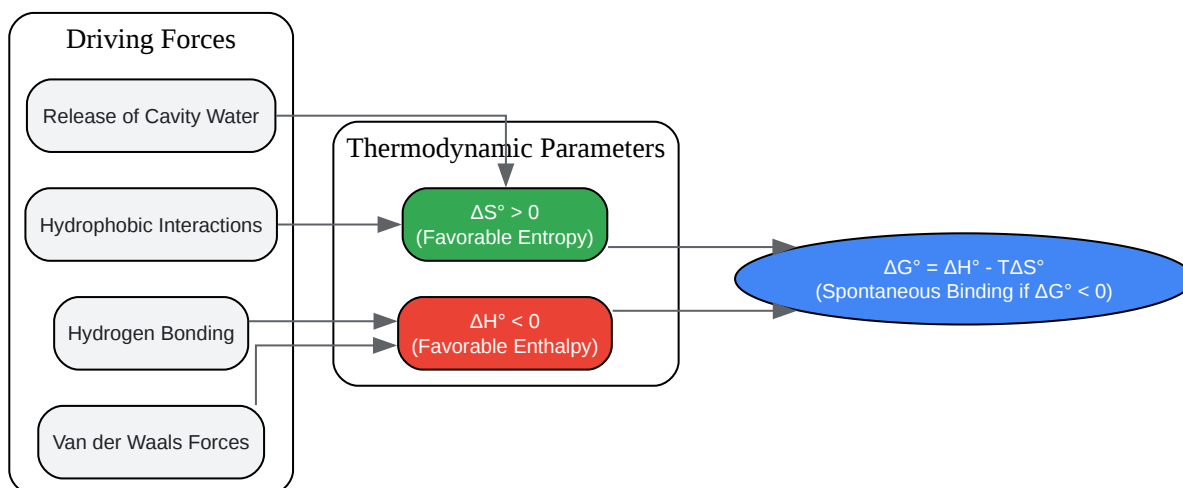 Driving Forces
Release of Cavity Water
Hydrophobic Interactions
Hydrogen Bonding
Van der Waals Forces
Thermodynamic Parameters
ΔS° > 0
(Favorable Entropy)
ΔH° < 0
(Favorable Enthalpy)
ΔG° = ΔH° - TΔS°
(Spontaneous Binding if ΔG° < 0)